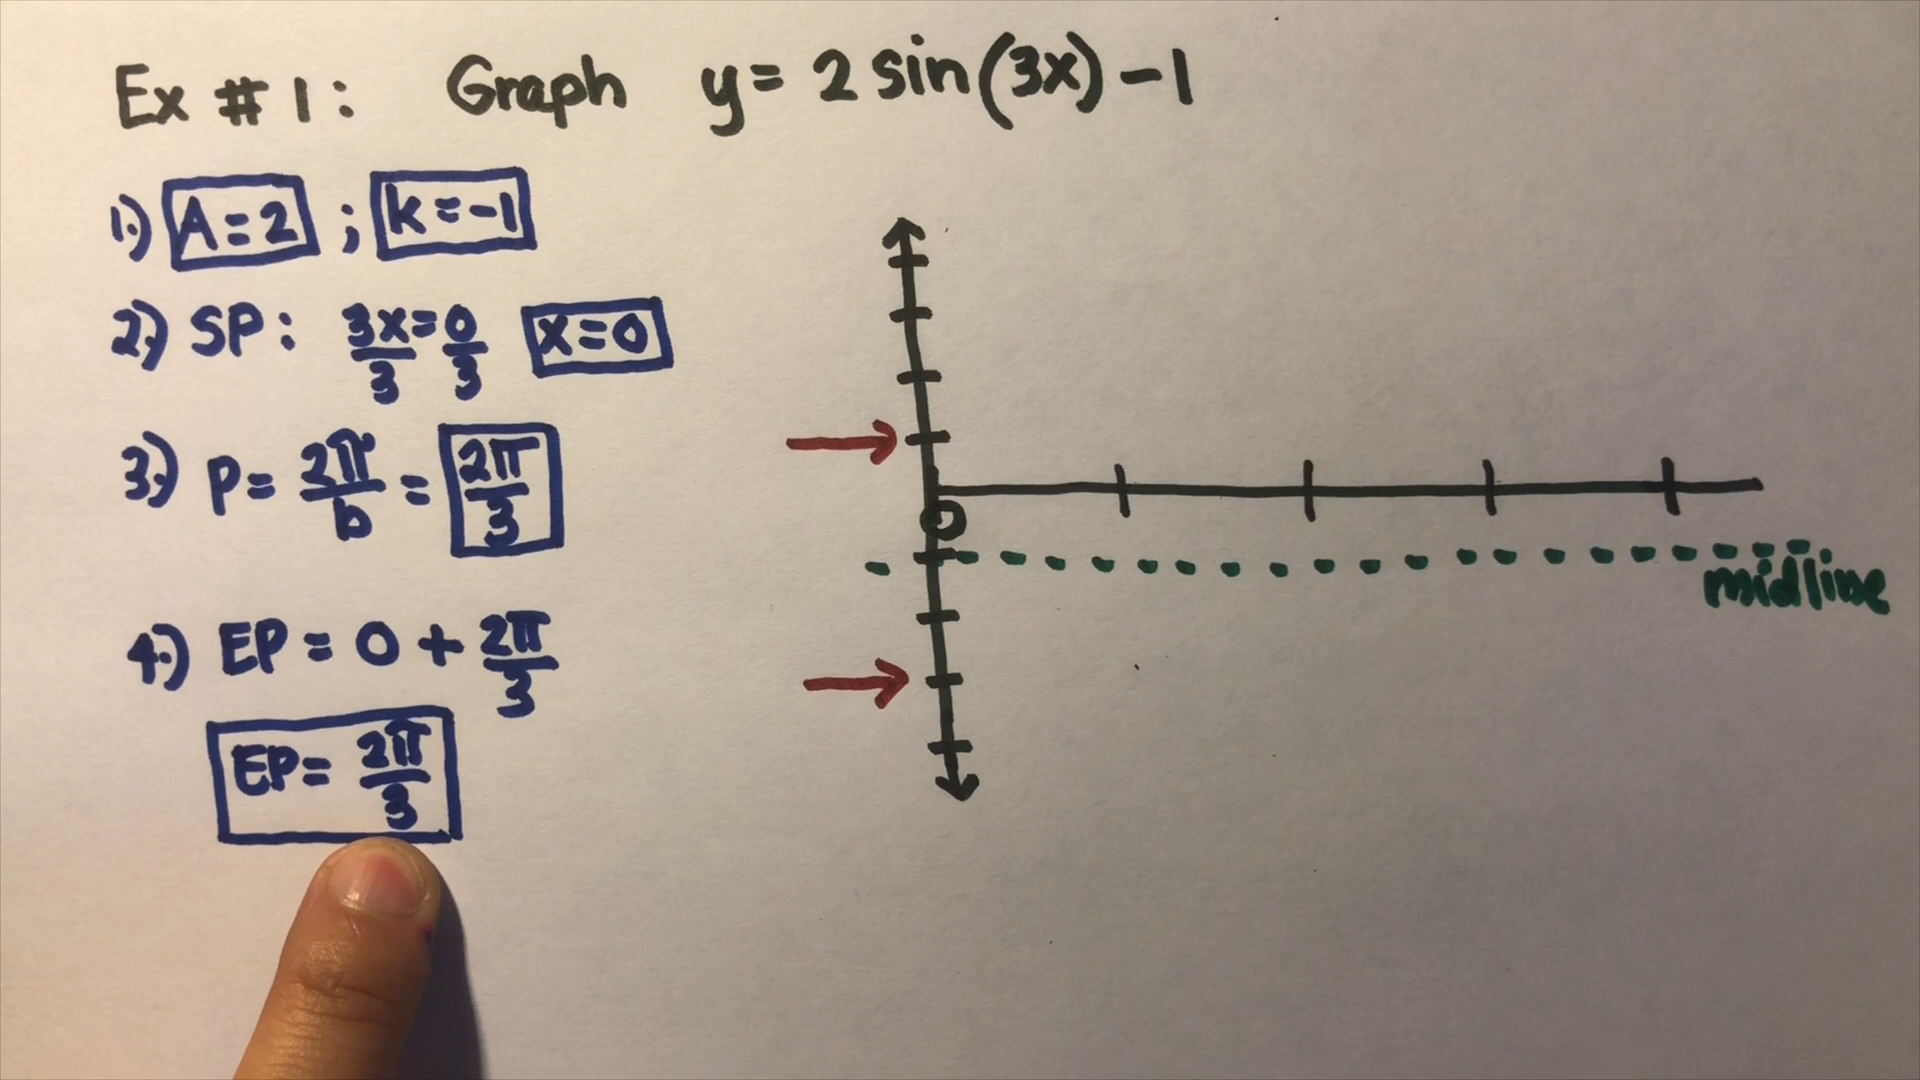 Ex # 1: Graph y = 2 sin(3x) - 1
1.) A = 2 ; k = -1
2.) SP: 3x/3 = 0/3 x = 0
3.) P = 2π/b = 2π/3
4.) EP = 0 + 2π/3
EP = 2π/3
0
midline